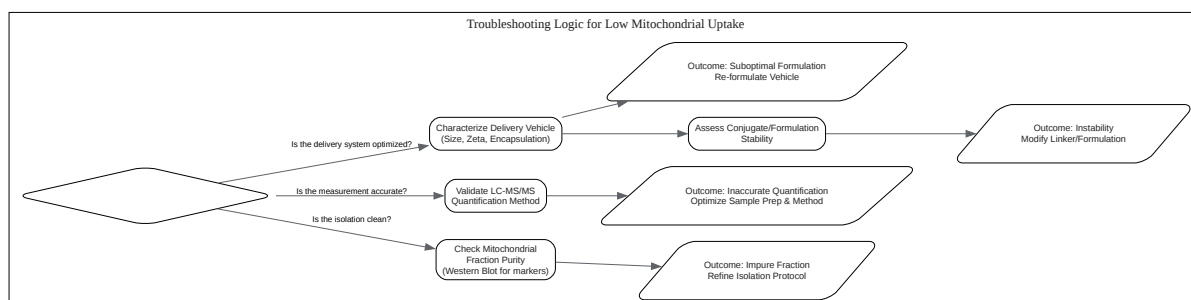 Troubleshooting Logic for Low Mitochondrial Uptake
Outcome: Suboptimal Formulation
Re-formulate Vehicle
Is the delivery system optimized?
Characterize Delivery Vehicle
(Size, Zeta, Encapsulation)
Assess Conjugate/Formulation
Stability
Outcome: Instability
Modify Linker/Formulation
Is the measurement accurate?
Validate LC-MS/MS
Quantification Method
Outcome: Inaccurate Quantification
Optimize Sample Prep & Method
Is the isolation clean?
Check Mitochondrial
Fraction Purity
(Western Blot for markers)
Outcome: Impure Fraction
Refine Isolation Protocol